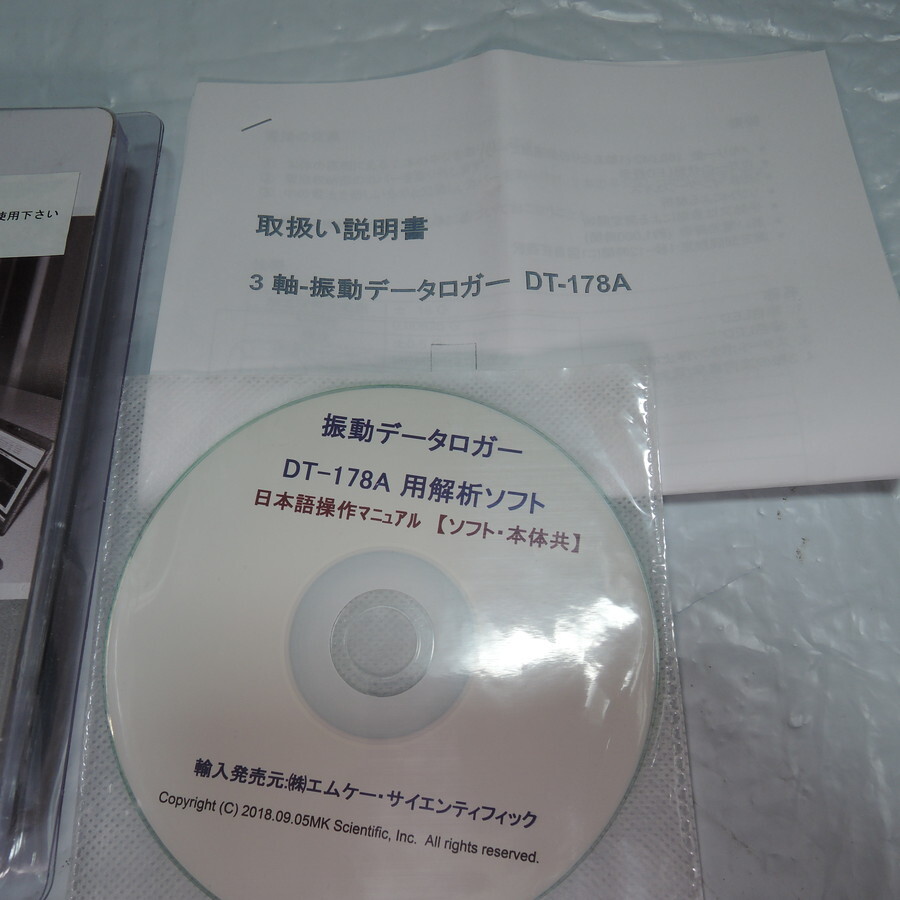 使用下さい
取扱い説明書
3 軸-振動データロガー DT-178A
振動データロガー
DT-178A 用解析ソフト
日本語操作マニュアル 【ソフト・本体共】
輸入発売元:㈱エムケー・サイエンティフィック
Copyright (C) 2018.09.05MK Scientific, Inc. All rights reserved.